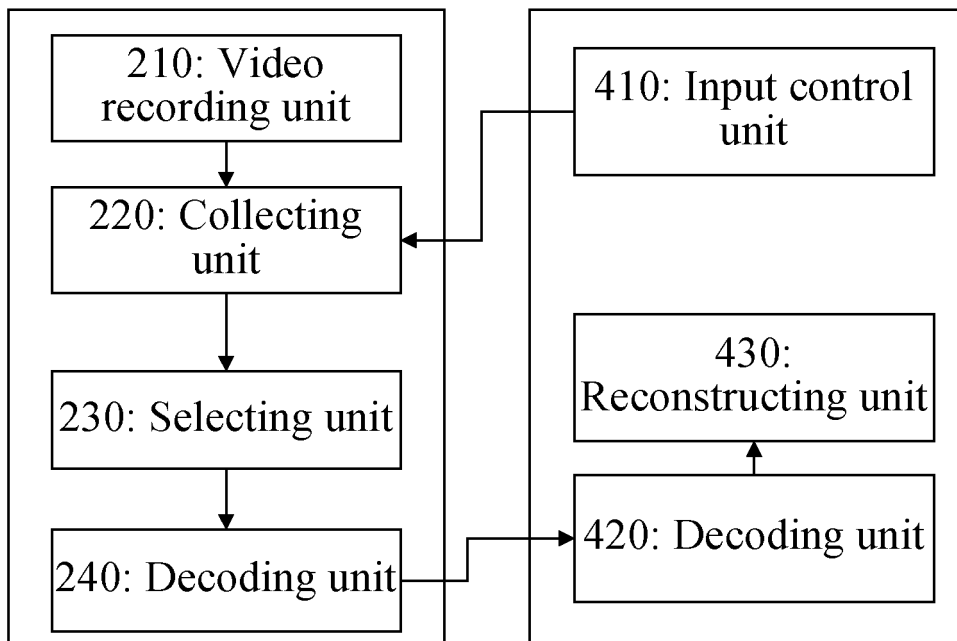 210: Video
recording unit
220: Collecting
unit
230: Selecting unit
240: Decoding unit
410: Input control
unit
430:
Reconstructing unit
420: Decoding unit